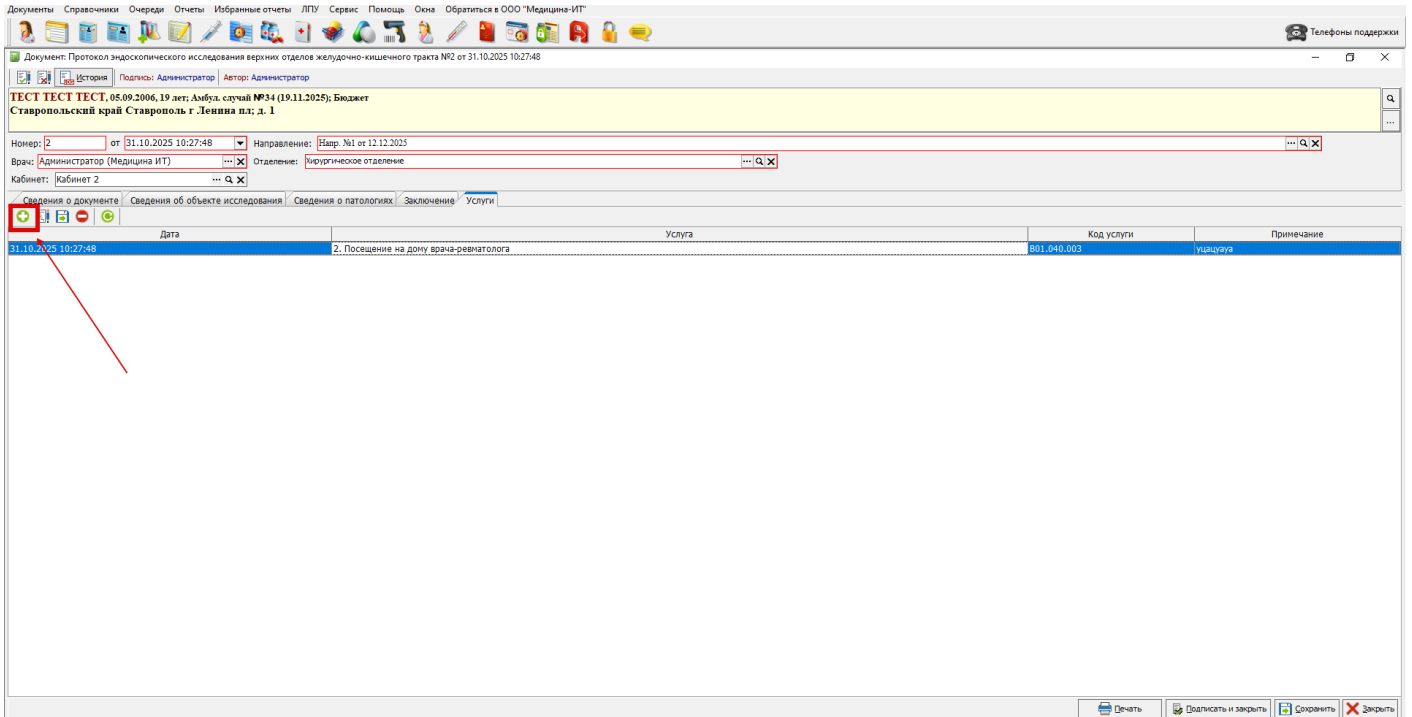 Документы Справочники Очереди Отчеты Избранные отчеты ЛПУ Сервис Помощь Окна Обратиться в ООО "Медицина-ИТ"
Телефоны поддержки
Документ: Протокол эндоскопического исследования верхних отделов желудочно-кишечного тракта №2 от 31.10.2025 10:27:48
История Подпись: Администратор Автор: Администратор
ТЕСТ ТЕСТ ТЕСТ, 05.09.2006, 19 лет; Амбул. случай №34 (19.11.2025); Бюджет
Ставропольский край Ставрополь г Ленина пл; д. 1
Номер: 2 от 31.10.2025 10:27:48 Направление: Напр. №1 от 12.12.2025
Врач: Администратор (Медицина ИТ) Отделение: Хирургическое отделение
Кабинет: Кабинет 2
Сведения о документе Сведения об объекте исследования Сведения о патологиях Заключение Услуги
Дата Услуга Код услуги Примечание
31.10.2025 10:27:48 2. Посещение на дому врача-ревматолога B01.040.003 уцацуауа
Печать Подписать и закрыть Сохранить Закрыть